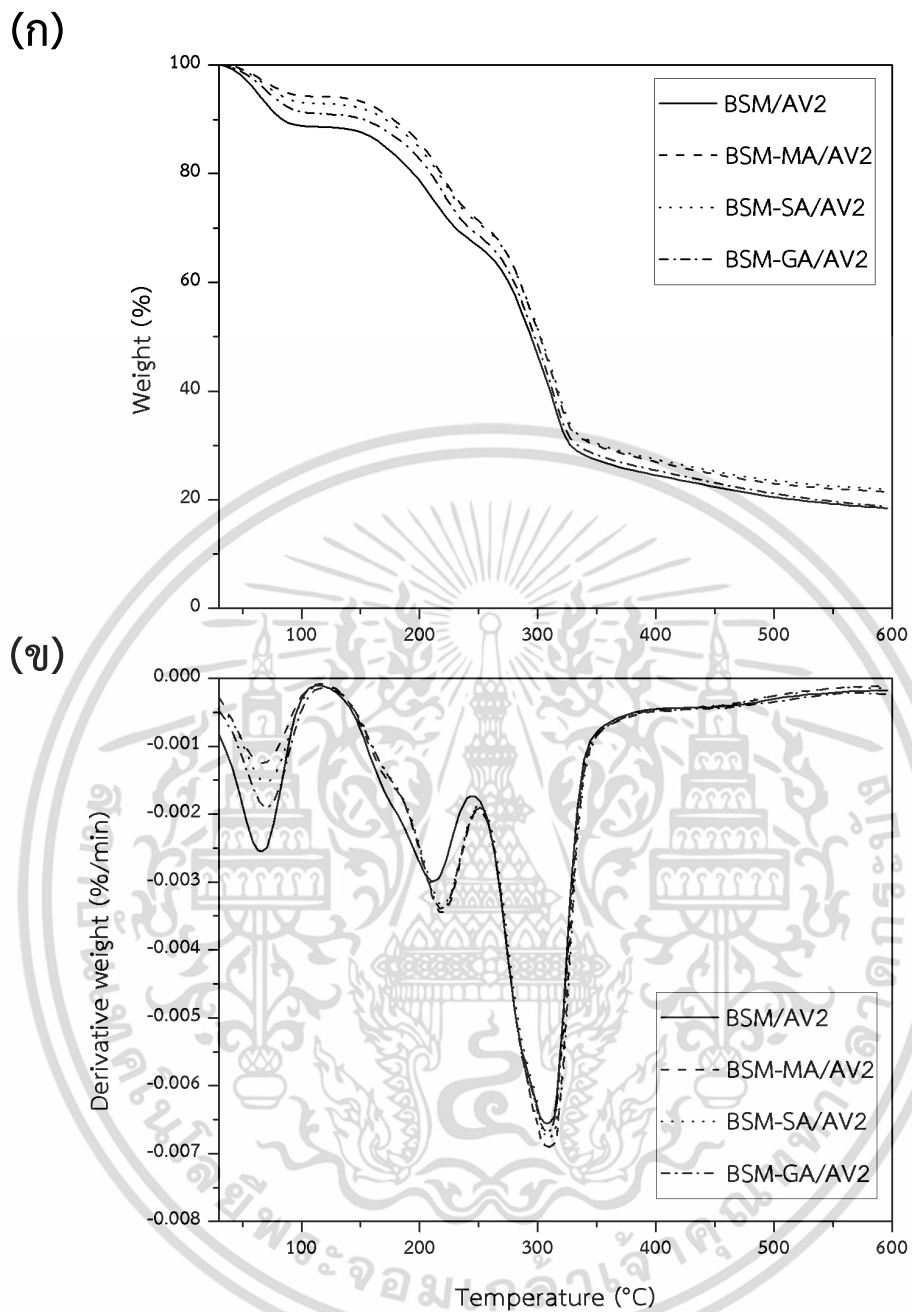 (ก)
100
80
60
40
20
0
Weight (%)
BSM/AV2
BSM-MA/AV2
BSM-SA/AV2
BSM-GA/AV2
100 200 300 400 500 600
(ข)
0.000
-0.001
-0.002
-0.003
-0.004
-0.005
-0.006
-0.007
-0.008
Derivative weight (%/min)
BSM/AV2
BSM-MA/AV2
BSM-SA/AV2
BSM-GA/AV2
100 200 300 400 500 600
Temperature (°C)